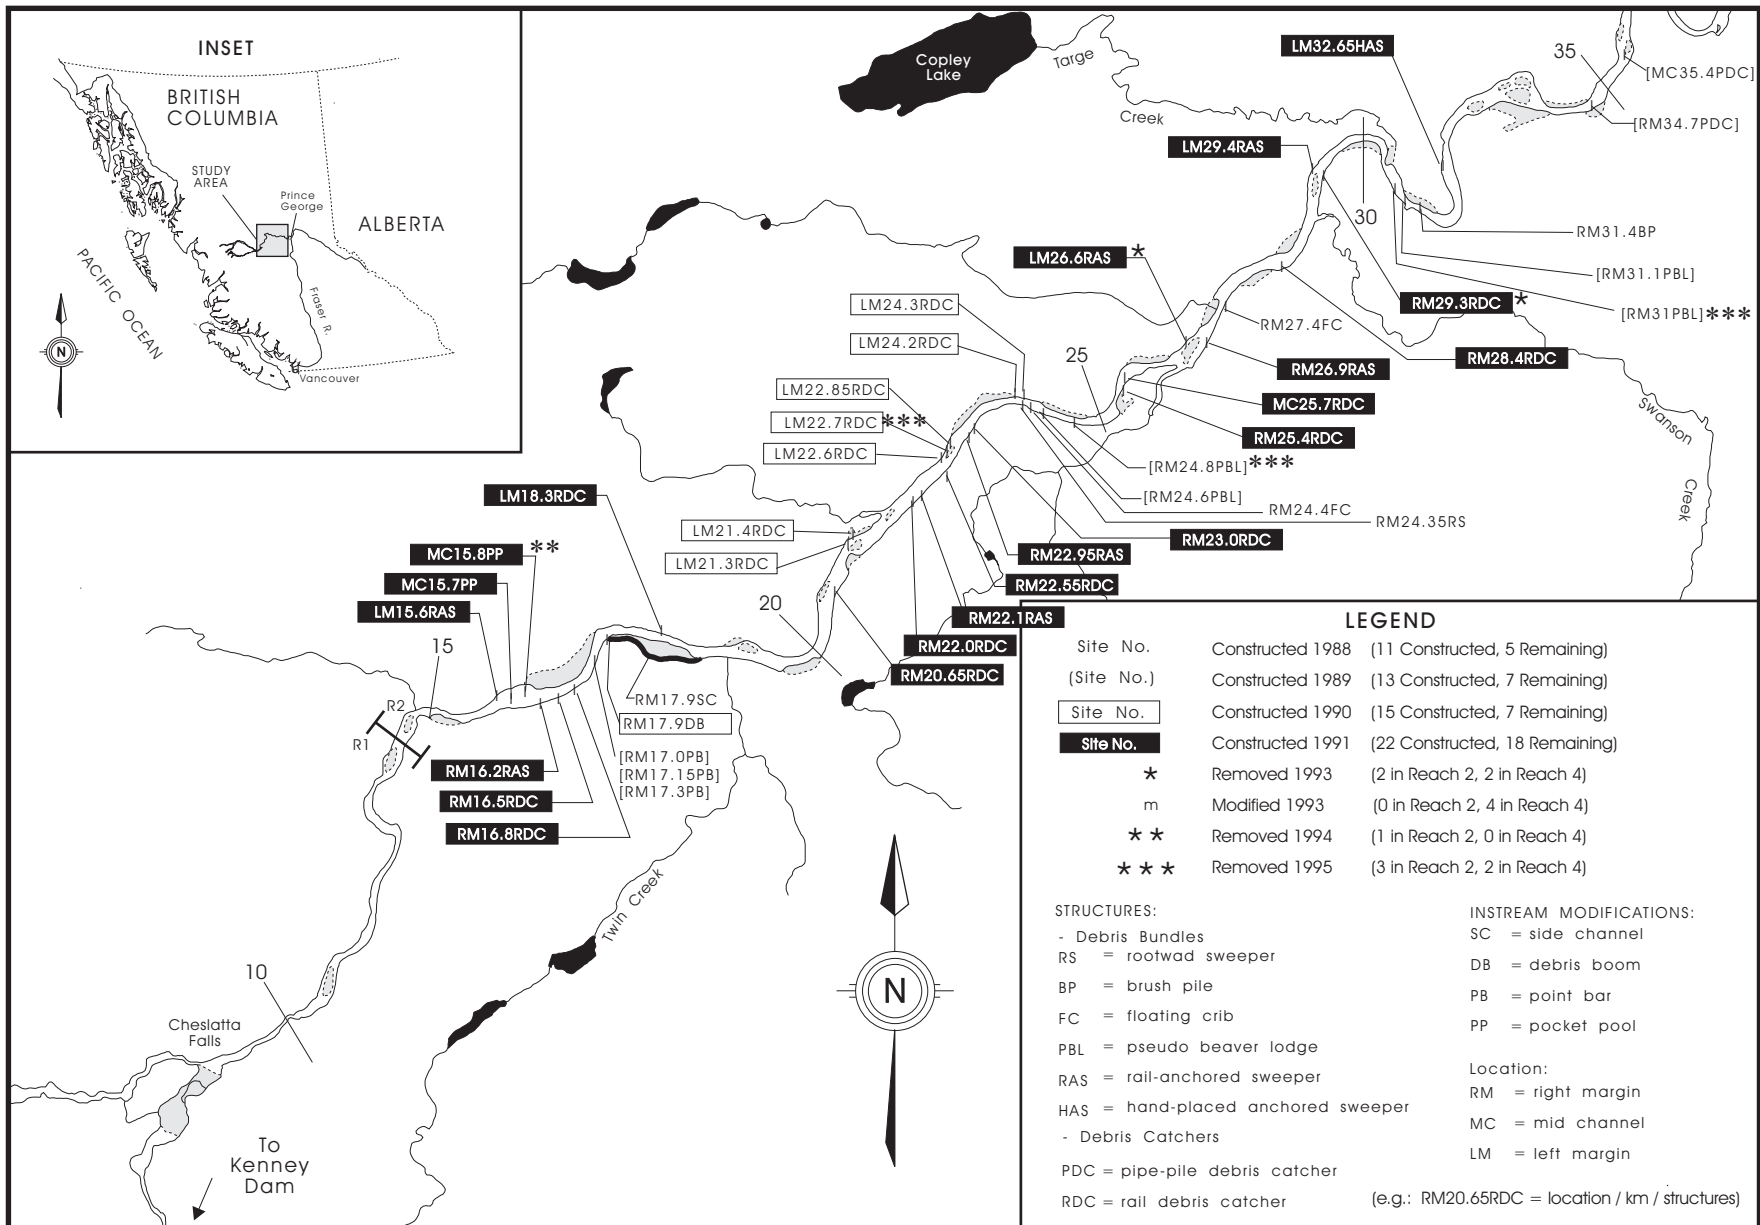 INSET
BRITISH
COLUMBIA
STUDY
AREA
Prince
George
ALBERTA
PACIFIC OCEAN
Fraser R.
N
Vancouver
Copley
Lake
Targe
Creek
LM32.65HAS
35
[MC35.4PDC]
[RM34.7PDC]
LM29.4RAS
30
RM31.4BP
[RM31.1PBL]
[RM31PBL]***
RM29.3RDC *
LM26.6RAS *
RM27.4FC
RM28.4RDC
RM26.9RAS
Swanson
Creek
LM24.3RDC
LM24.2RDC
25
MC25.7RDC
RM25.4RDC
LM22.85RDC
LM22.7RDC***
LM22.6RDC
[RM24.8PBL]***
[RM24.6PBL]
RM24.4FC
RM24.35RS
LM18.3RDC
LM21.4RDC
LM21.3RDC
RM23.0RDC
RM22.95RAS
RM22.55RDC
RM22.1RAS
RM22.0RDC
RM20.65RDC
MC15.8PP **
MC15.7PP
LM15.6RAS
20
15
RM17.9SC
RM17.9DB
[RM17.0PB]
[RM17.15PB]
[RM17.3PB]
R2
R1
RM16.2RAS
RM16.5RDC
RM16.8RDC
Twin Creek
10
Cheslatta
Falls
To
Kenney
Dam
N
LEGEND
Site No. Constructed 1988 (11 Constructed, 5 Remaining)
(Site No.) Constructed 1989 (13 Constructed, 7 Remaining)
Site No. Constructed 1990 (15 Constructed, 7 Remaining)
Site No. Constructed 1991 (22 Constructed, 18 Remaining)
* Removed 1993 (2 in Reach 2, 2 in Reach 4)
m Modified 1993 (0 in Reach 2, 4 in Reach 4)
** Removed 1994 (1 in Reach 2, 0 in Reach 4)
*** Removed 1995 (3 in Reach 2, 2 in Reach 4)
STRUCTURES:
- Debris Bundles
RS = rootwad sweeper
BP = brush pile
FC = floating crib
PBL = pseudo beaver lodge
RAS = rail-anchored sweeper
HAS = hand-placed anchored sweeper
- Debris Catchers
PDC = pipe-pile debris catcher
RDC = rail debris catcher
INSTREAM MODIFICATIONS:
SC = side channel
DB = debris boom
PB = point bar
PP = pocket pool
Location:
RM = right margin
MC = mid channel
LM = left margin
(e.g.: RM20.65RDC = location / km / structures)